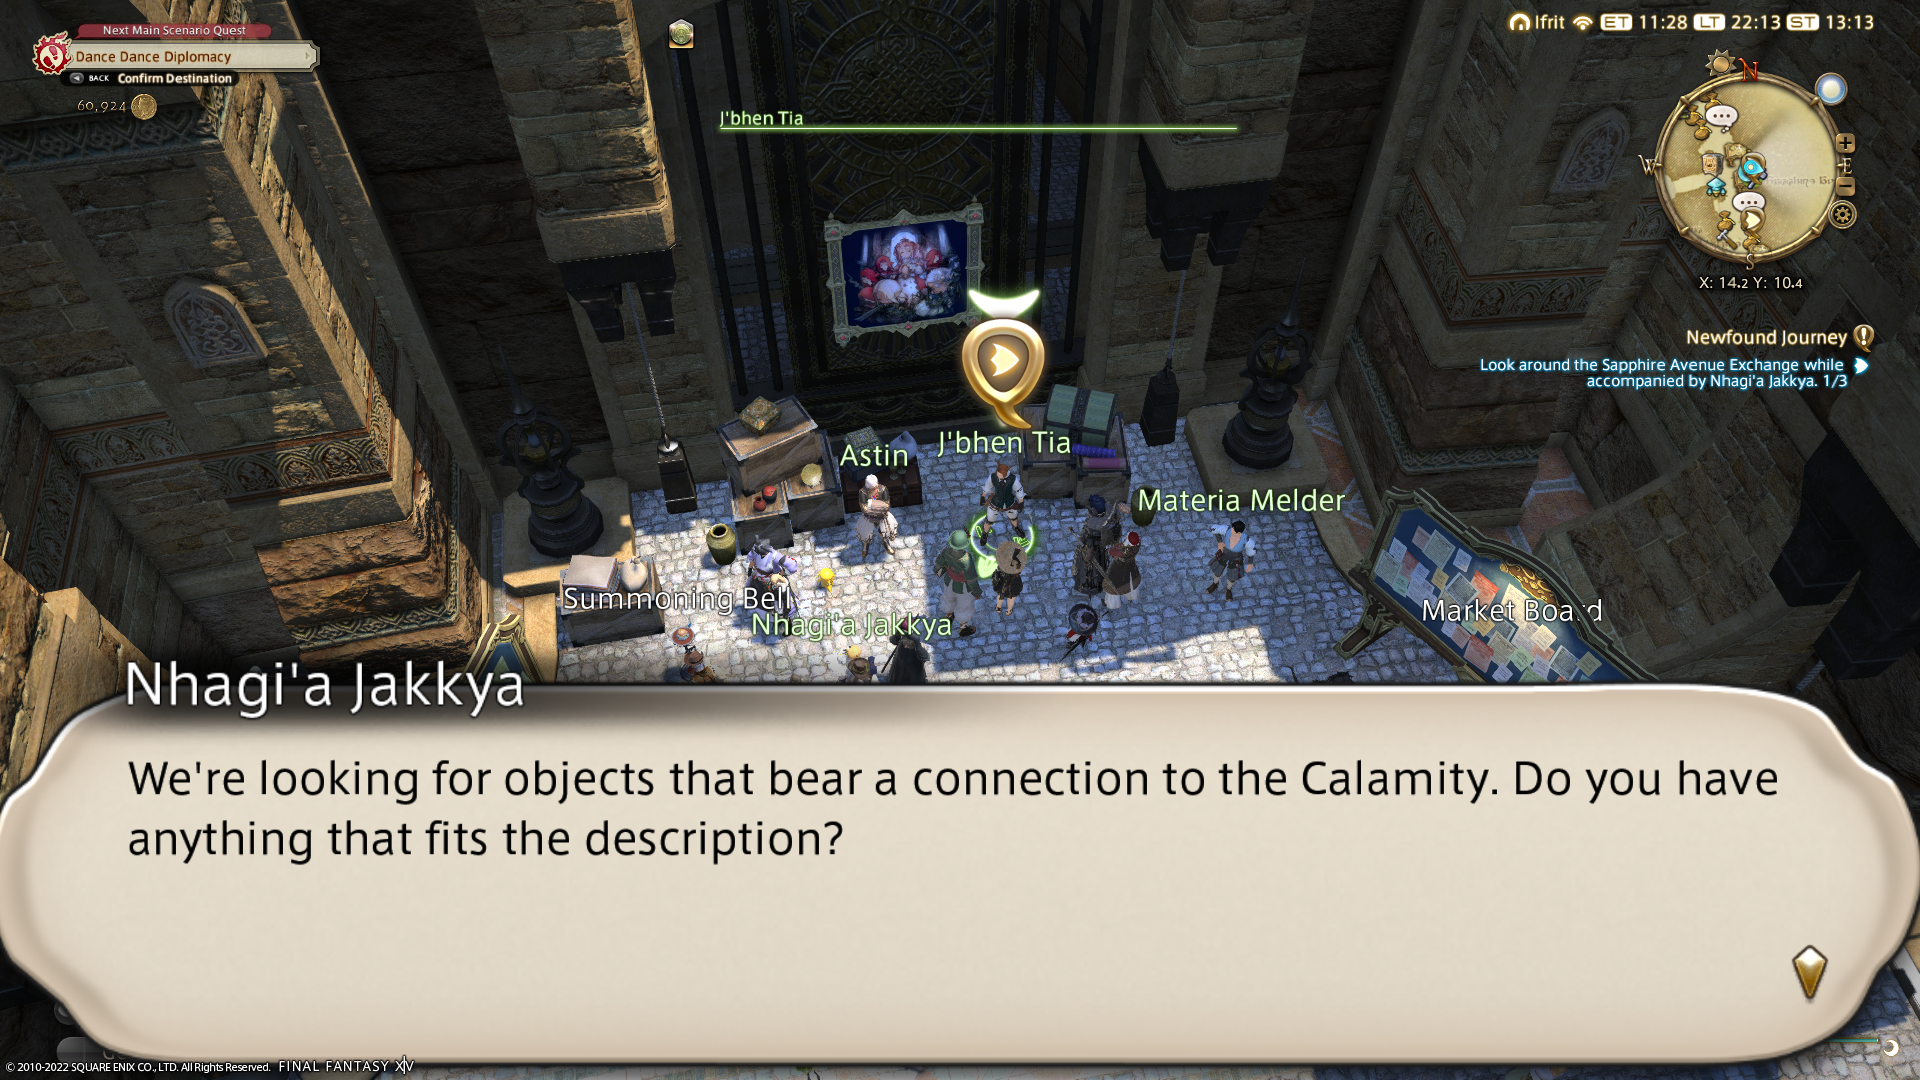 Next Main Scenario Quest
Dance Dance Diplomacy
BACK Confirm Destination
60,924
Ifrit ET 11:28 LT 22:13 ST 13:13
J'bhen Tia
N
W
E
S
X: 14.2 Y: 10.4
Newfound Journey
Look around the Sapphire Avenue Exchange while
accompanied by Nhagi'a Jakkya. 1/3
J'bhen Tia
Astin
Materia Melder
Summoning Bell
Market Board
Nhagi'a Jakkya
Nhagi'a Jakkya
We're looking for objects that bear a connection to the Calamity. Do you have
anything that fits the description?
© 2010-2022 SQUARE ENIX CO., LTD. All Rights Reserved. FINAL FANTASY XIV